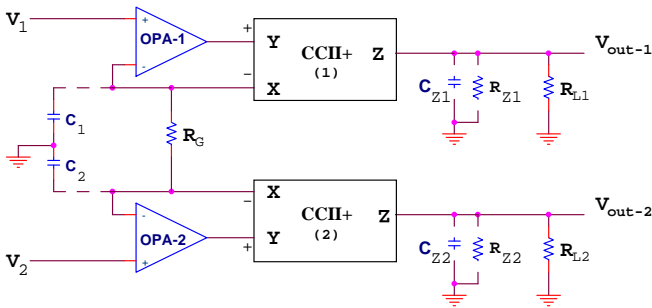 V1
+
OPA-1
-
+
Y
-
X
CCII+
(1)
Z
Vout-1
CZ1
RZ1
RL1
C1
C2
RG
-
OPA-2
+
V2
X
-
Y
+
CCII+
(2)
Z
Vout-2
CZ2
RZ2
RL2